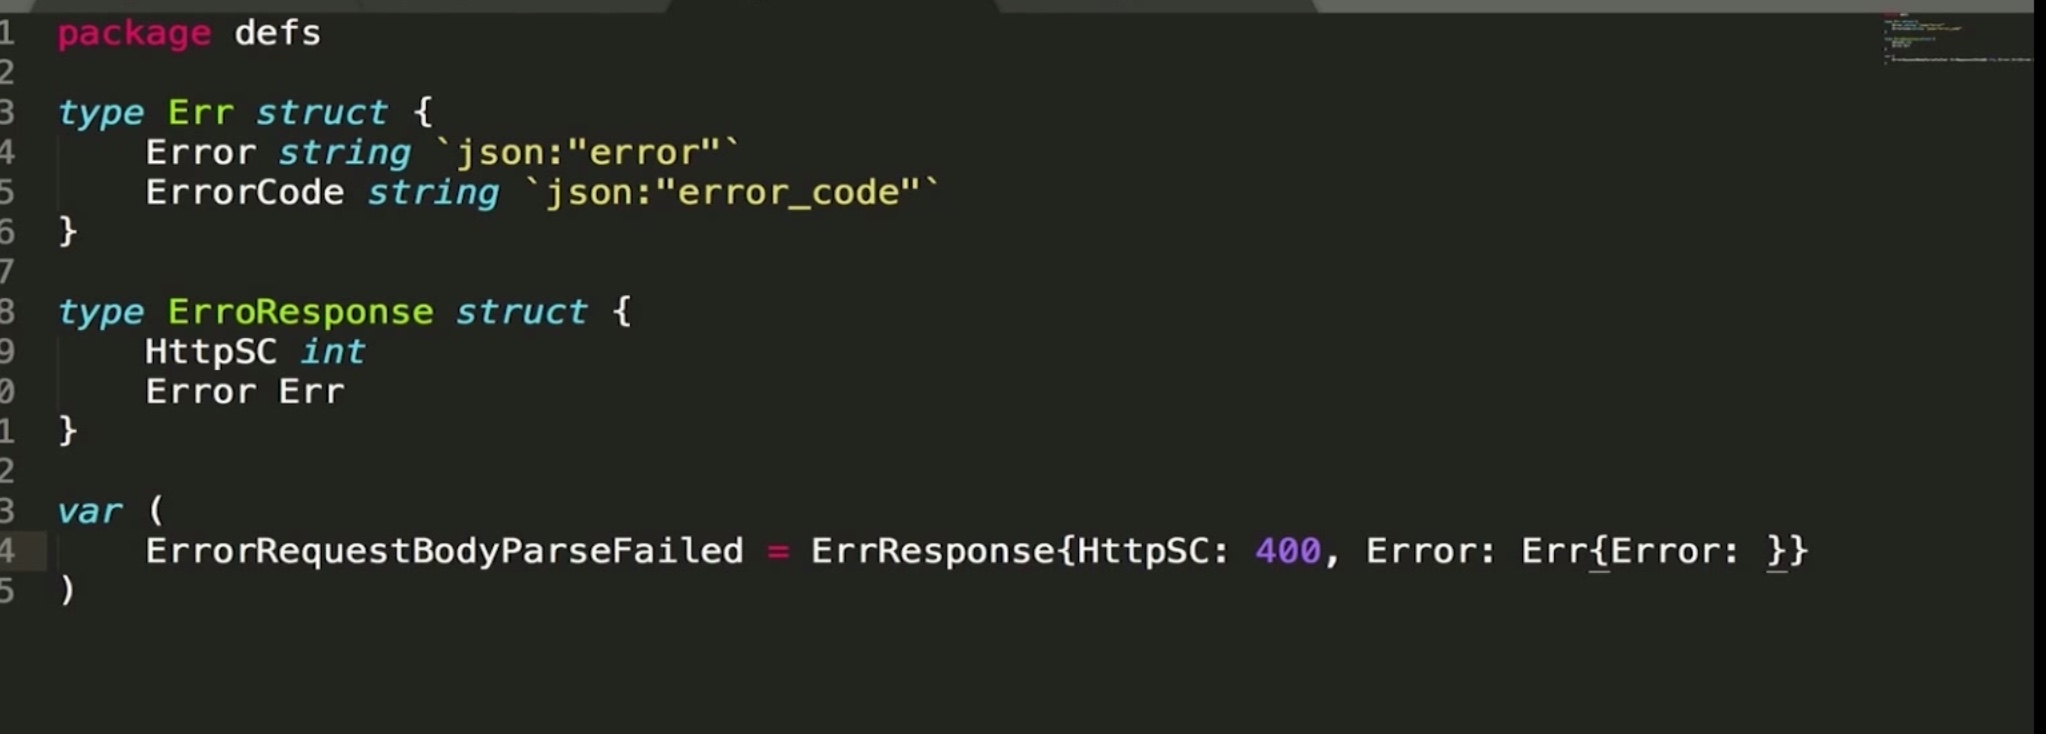 1 package defs
2
3 type Err struct {
4     Error string `json:"error"`
5     ErrorCode string `json:"error_code"`
6 }
7
8 type ErroResponse struct {
9     HttpSC int
0     Error Err
1 }
2
3 var (
4     ErrorRequestBodyParseFailed = ErrResponse{HttpSC: 400, Error: Err{Error: }}
5 )